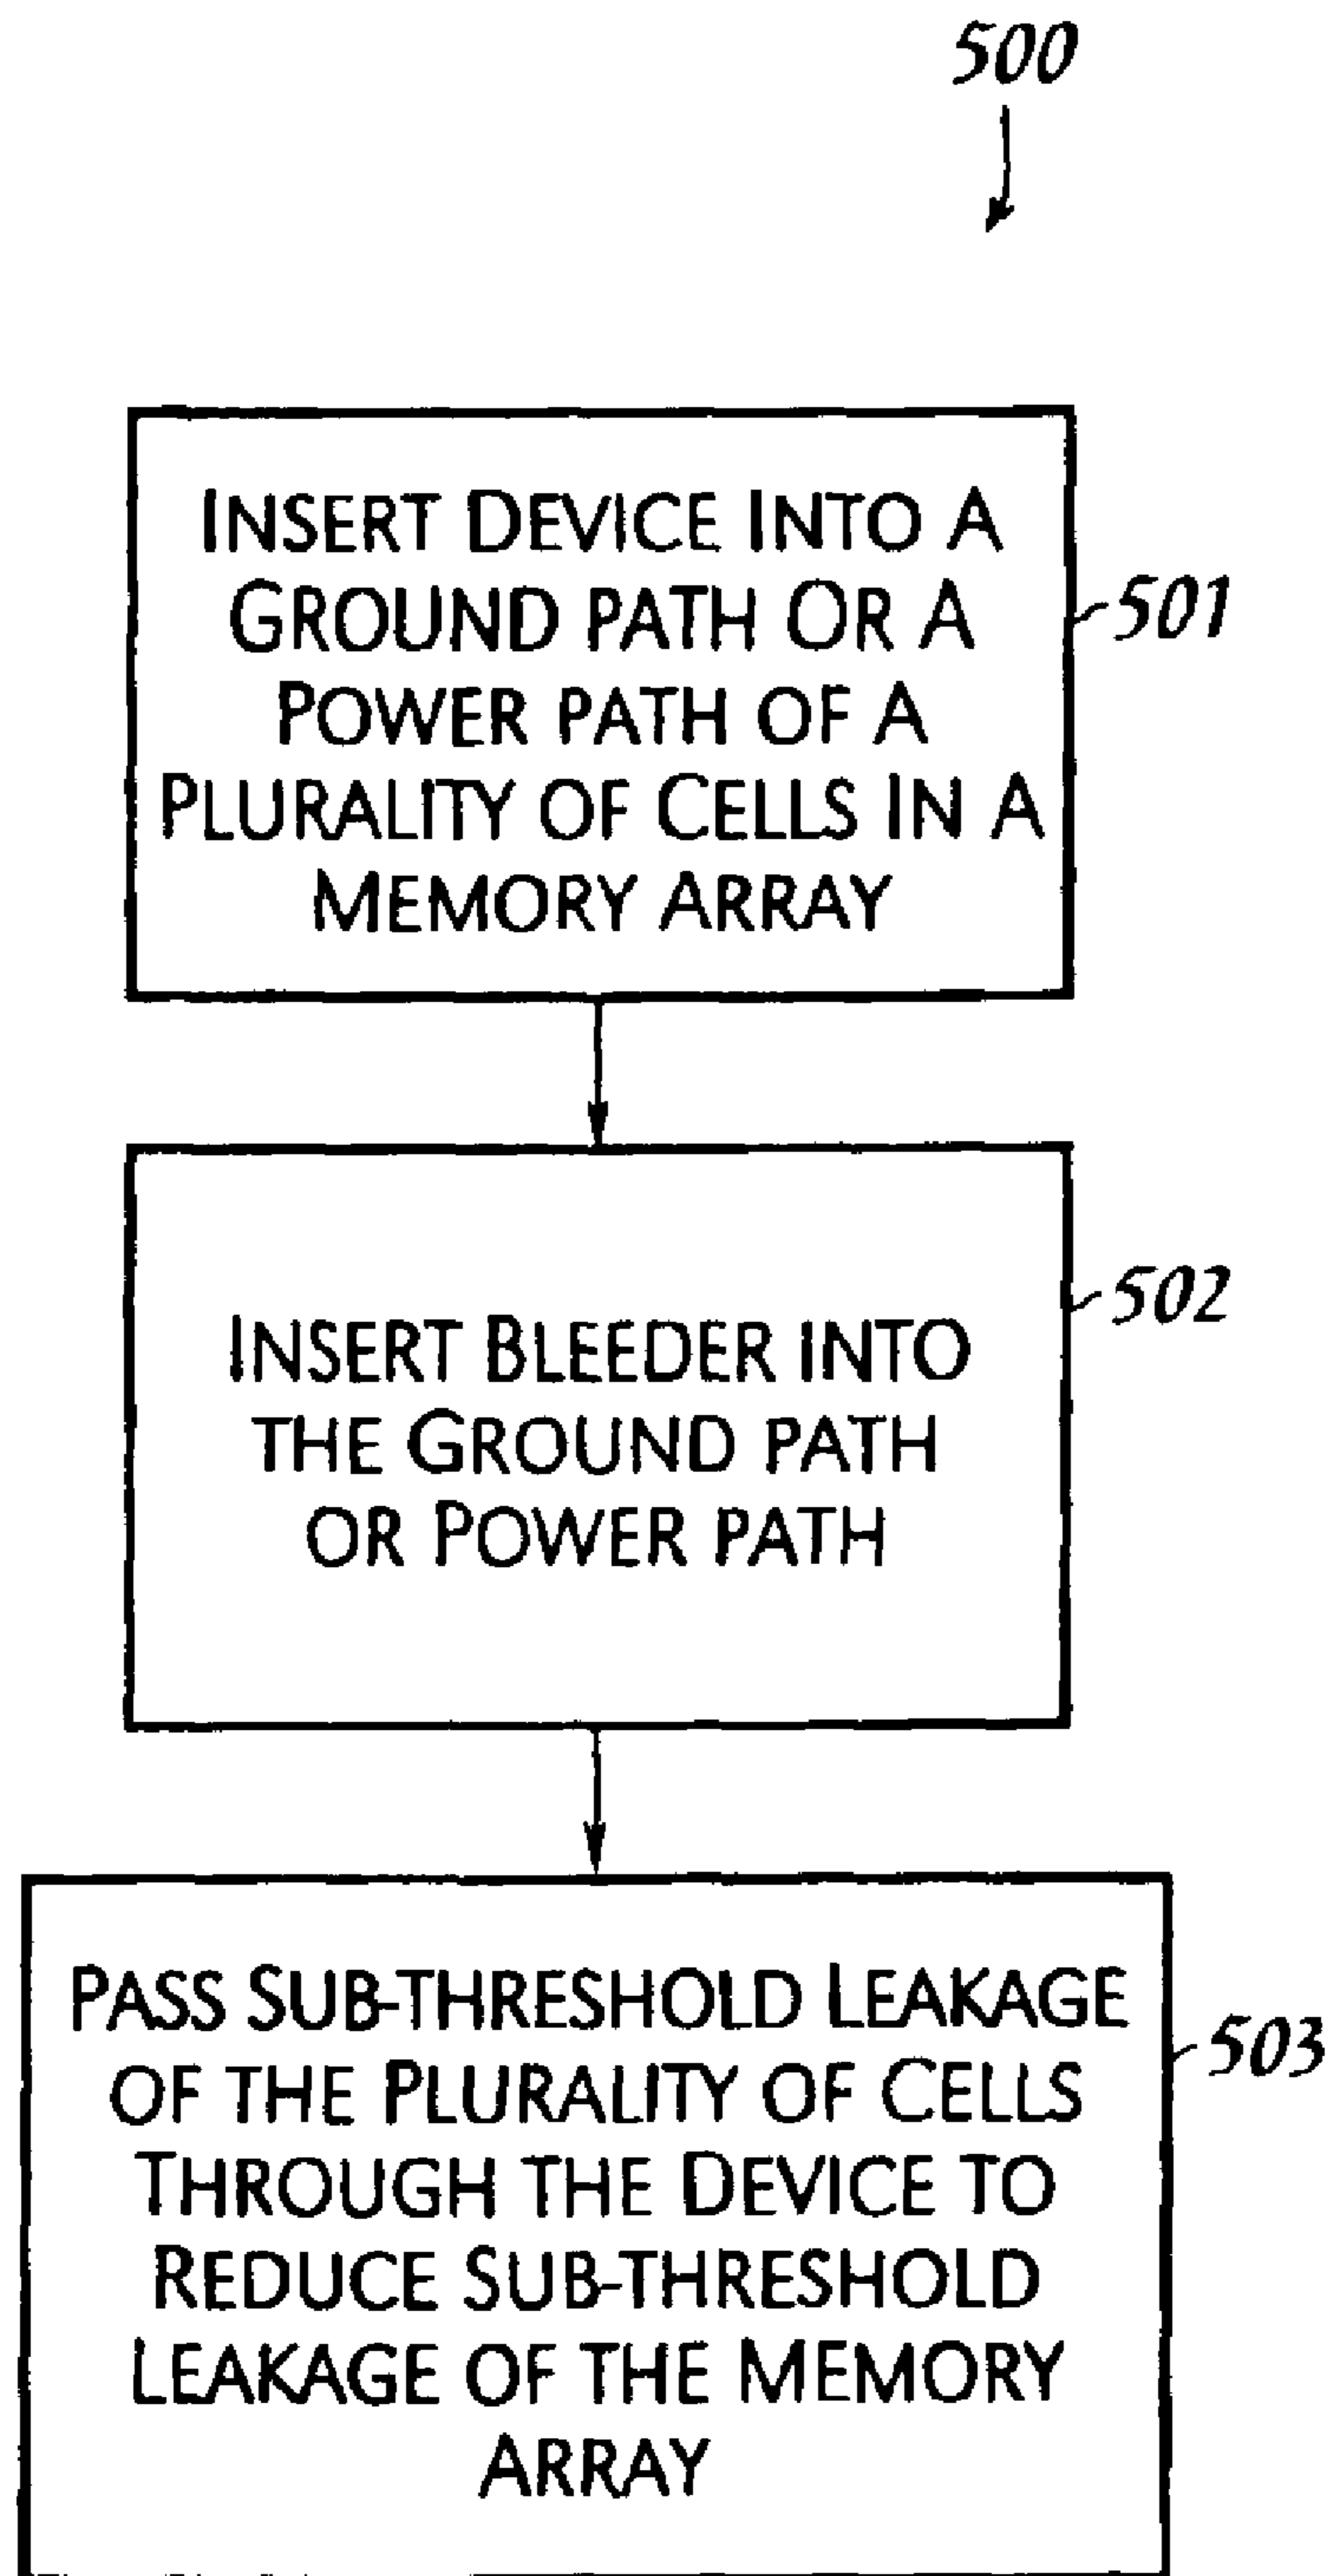 500
INSERT DEVICE INTO A
GROUND PATH OR A
POWER PATH OF A
PLURALITY OF CELLS IN A
MEMORY ARRAY
501
INSERT BLEEDER INTO
THE GROUND PATH
OR POWER PATH
502
PASS SUB-THRESHOLD LEAKAGE
OF THE PLURALITY OF CELLS
THROUGH THE DEVICE TO
REDUCE SUB-THRESHOLD
LEAKAGE OF THE MEMORY
ARRAY
503